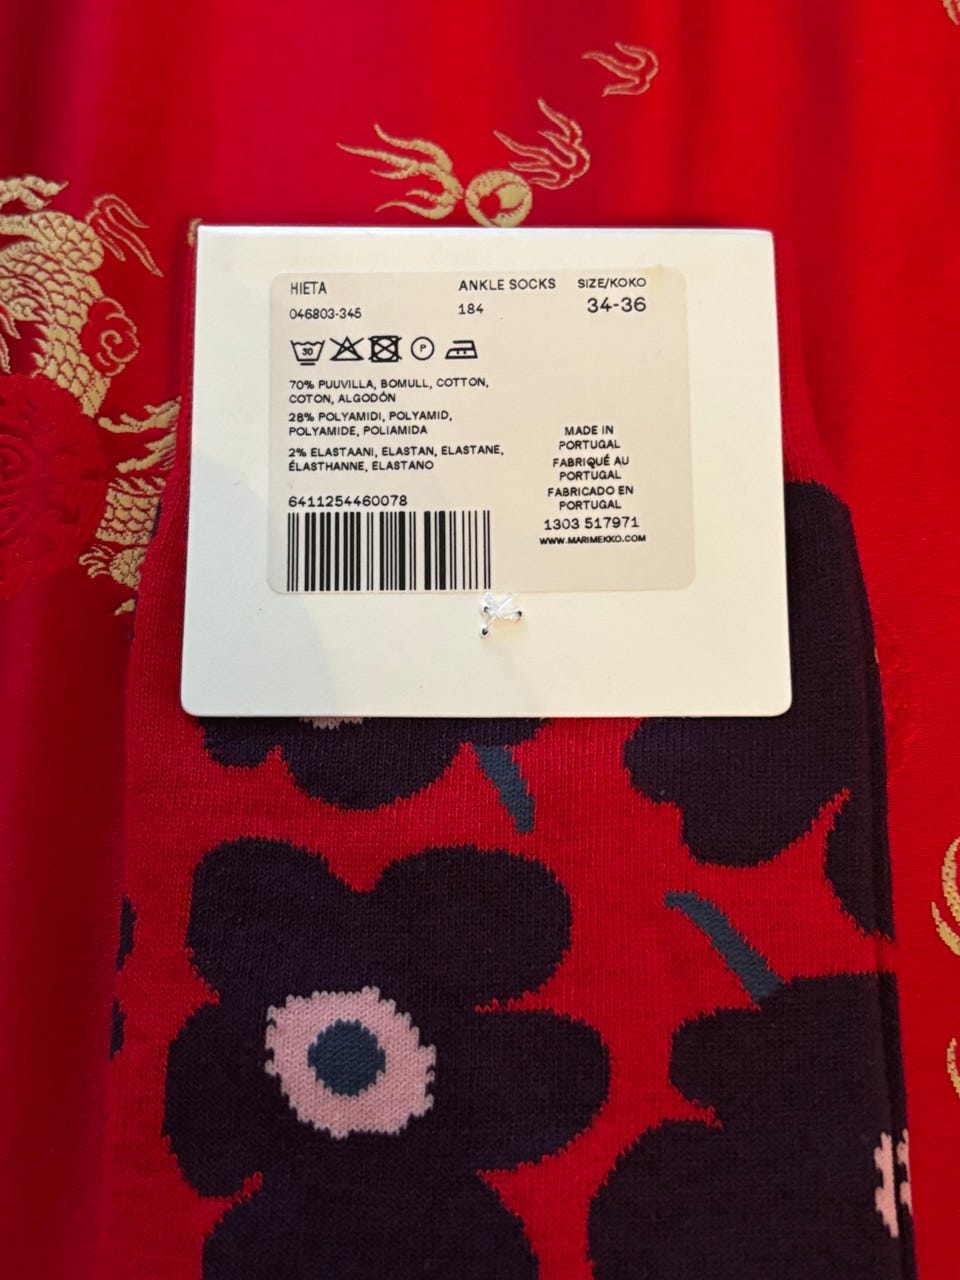 HIETA
ANKLE SOCKS
SIZE/KOKO
046803-345
184
34-36
30
P
70% PUUVILLA, BOMULL, COTTON,
COTON, ALGODÓN
28% POLYAMIDI, POLYAMID,
POLYAMIDE, POLIAMIDA
2% ELASTAANI, ELASTAN, ELASTANE,
ÉLASTHANNE, ELASTANO
6411254460078
MADE IN
PORTUGAL
FABRIQUÉ AU
PORTUGAL
FABRICADO EN
PORTUGAL
1303 517971
WWW.MARIMEKKO.COM